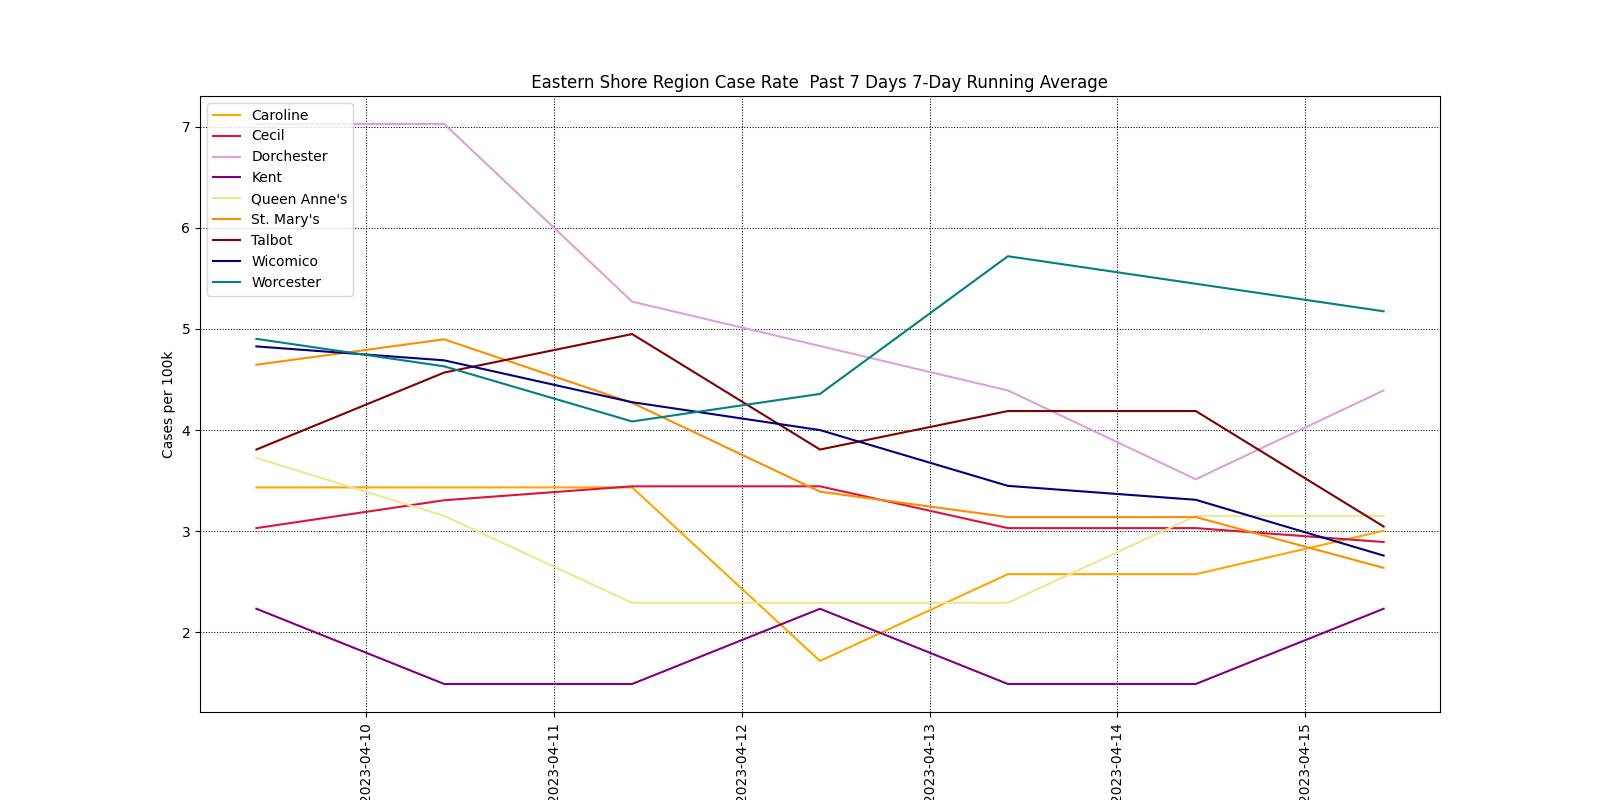 Eastern Shore Region Case Rate  Past 7 Days 7-Day Running Average
Caroline
Cecil
Dorchester
Kent
Queen Anne's
St. Mary's
Talbot
Wicomico
Worcester
Cases per 100k
7
6
5
4
3
2
2023-04-10
2023-04-11
2023-04-12
2023-04-13
2023-04-14
2023-04-15